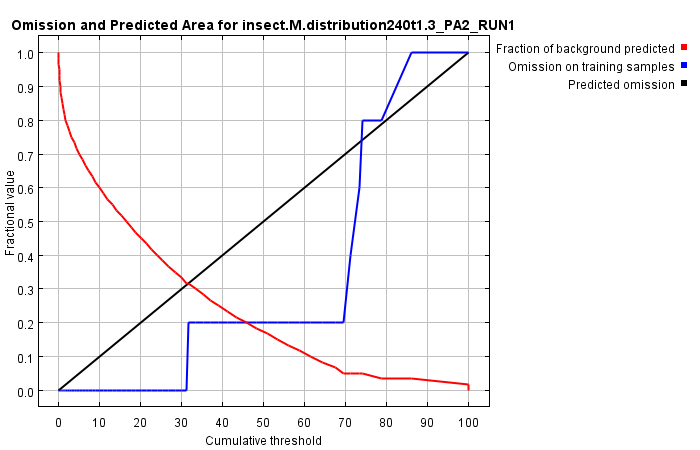 Omission and Predicted Area for insect.M.distribution240t1.3_PA2_RUN1
Fraction of background predicted
Omission on training samples
Predicted omission
Fractional value
1.0
0.9
0.8
0.7
0.6
0.5
0.4
0.3
0.2
0.1
0.0
0 10 20 30 40 50 60 70 80 90 100
Cumulative threshold